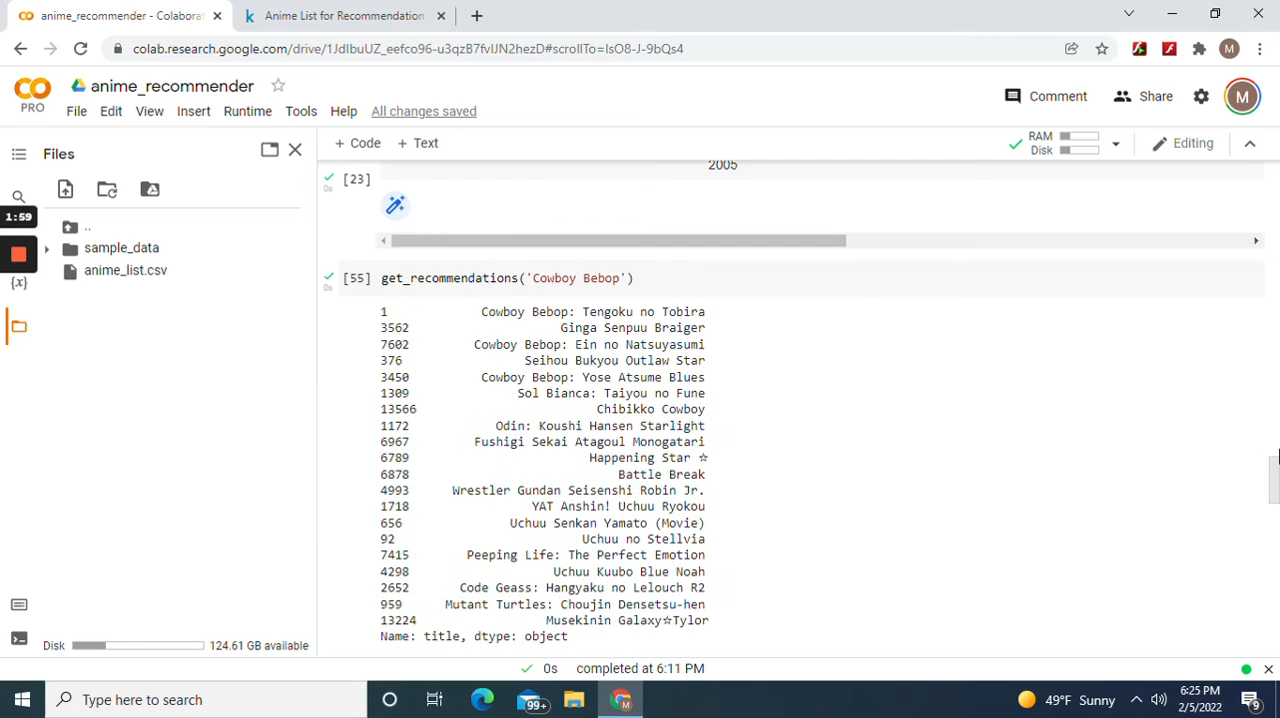 anime_recommender - Colaborat
Anime List for Recommendation
colab.research.google.com/drive/1JdIbuUZ_eefco96-u3qzB7fvlJN2hezD#scrollTo=IsO8-J-9bQs4
M
PRO
anime_recommender
File Edit View Insert Runtime Tools Help All changes saved
Comment Share M
Files
+ Code + Text
RAM
Disk
Editing
2005
[23]
0s
1:59
..
sample_data
anime_list.csv
{x}
[55] get_recommendations('Cowboy Bebop')
0s
1 Cowboy Bebop: Tengoku no Tobira
3562 Ginga Senpuu Braiger
7602 Cowboy Bebop: Ein no Natsuyasumi
376 Seihou Bukyou Outlaw Star
3450 Cowboy Bebop: Yose Atsume Blues
1309 Sol Bianca: Taiyou no Fune
13566 Chibikko Cowboy
1172 Odin: Koushi Hansen Starlight
6967 Fushigi Sekai Atagoul Monogatari
6789 Happening Star ☆
6878 Battle Break
4993 Wrestler Gundan Seisenshi Robin Jr.
1718 YAT Anshin! Uchuu Ryokou
656 Uchuu Senkan Yamato (Movie)
92 Uchuu no Stellvia
7415 Peeping Life: The Perfect Emotion
4298 Uchuu Kuubo Blue Noah
2652 Code Geass: Hangyaku no Lelouch R2
959 Mutant Turtles: Choujin Densetsu-hen
13224 Musekinin Galaxy☆Tylor
Name: title, dtype: object
Disk 124.61 GB available
0s completed at 6:11 PM
Type here to search
99+
M
49°F Sunny
6:25 PM
2/5/2022
9